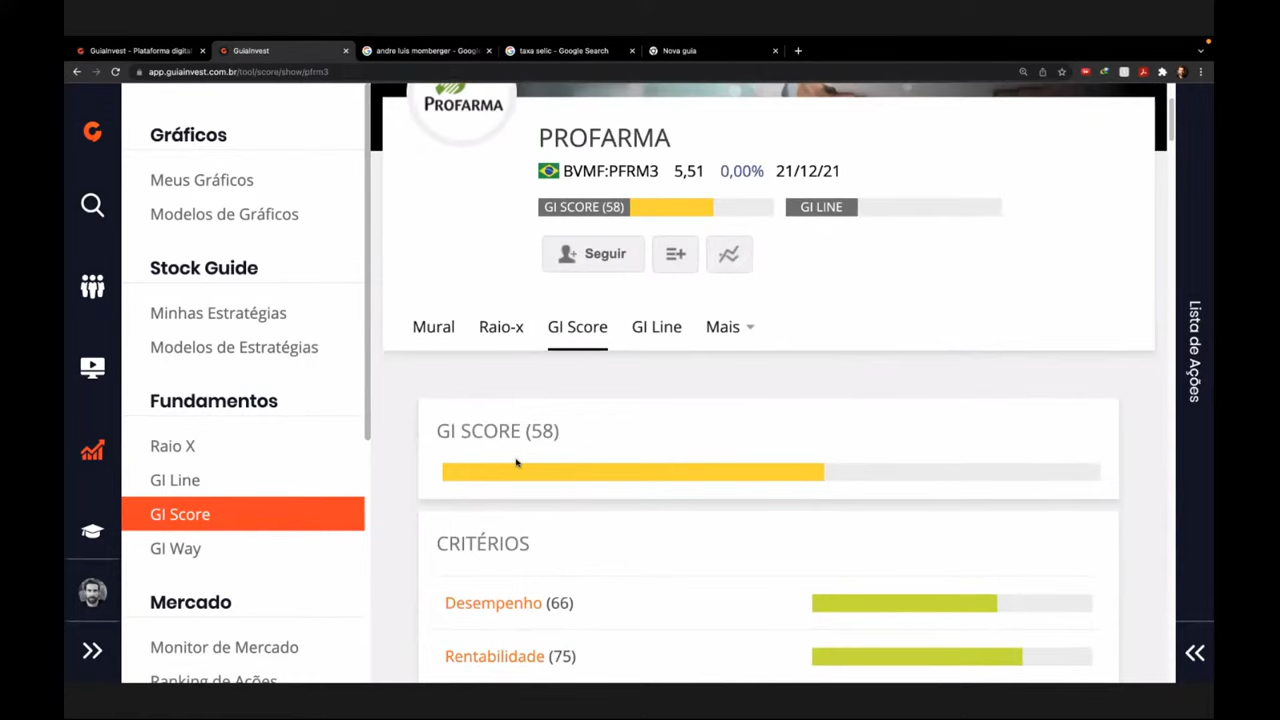 GuiaInvest - Plataforma digital
GuiaInvest
andre luis momberger - Goog
taxa selic - Google Search
Nova guia
app.guiainvest.com.br/tool/score/show/pfrm3
Gráficos
Meus Gráficos
Modelos de Gráficos
Stock Guide
Minhas Estratégias
Modelos de Estratégias
Fundamentos
Raio X
GI Line
GI Score
GI Way
Mercado
Monitor de Mercado
Ranking de Ações
PROFARMA
PROFARMA
BVMF:PFRM3 5,51 0,00% 21/12/21
GI SCORE (58) GI LINE
Seguir
Mural Raio-x GI Score GI Line Mais
GI SCORE (58)
CRITÉRIOS
Desempenho (66)
Rentabilidade (75)
Lista de Ações